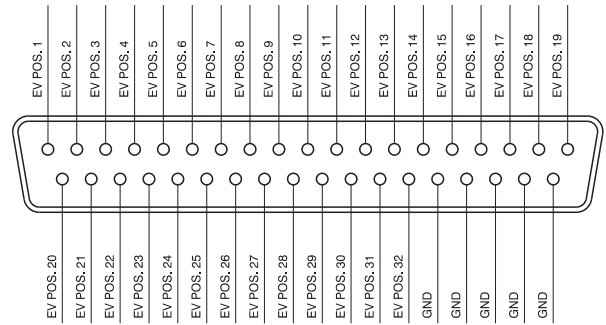 EV POS. 1
EV POS. 2
EV POS. 3
EV POS. 4
EV POS. 5
EV POS. 6
EV POS. 7
EV POS. 8
EV POS. 9
EV POS. 10
EV POS. 11
EV POS. 12
EV POS. 13
EV POS. 14
EV POS. 15
EV POS. 16
EV POS. 17
EV POS. 18
EV POS. 19
EV POS. 20
EV POS. 21
EV POS. 22
EV POS. 23
EV POS. 24
EV POS. 25
EV POS. 26
EV POS. 27
EV POS. 28
EV POS. 29
EV POS. 30
EV POS. 31
EV POS. 32
GND
GND
GND
GND
GND